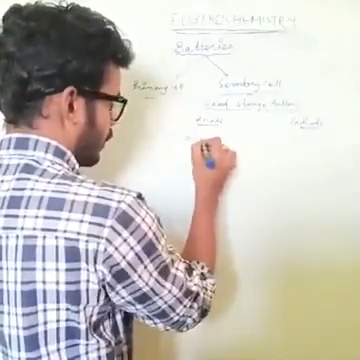 ELECTROCHEMISTRY
Batteries
Primary cell Secondary cell
Lead storage battery
Anode Cathode